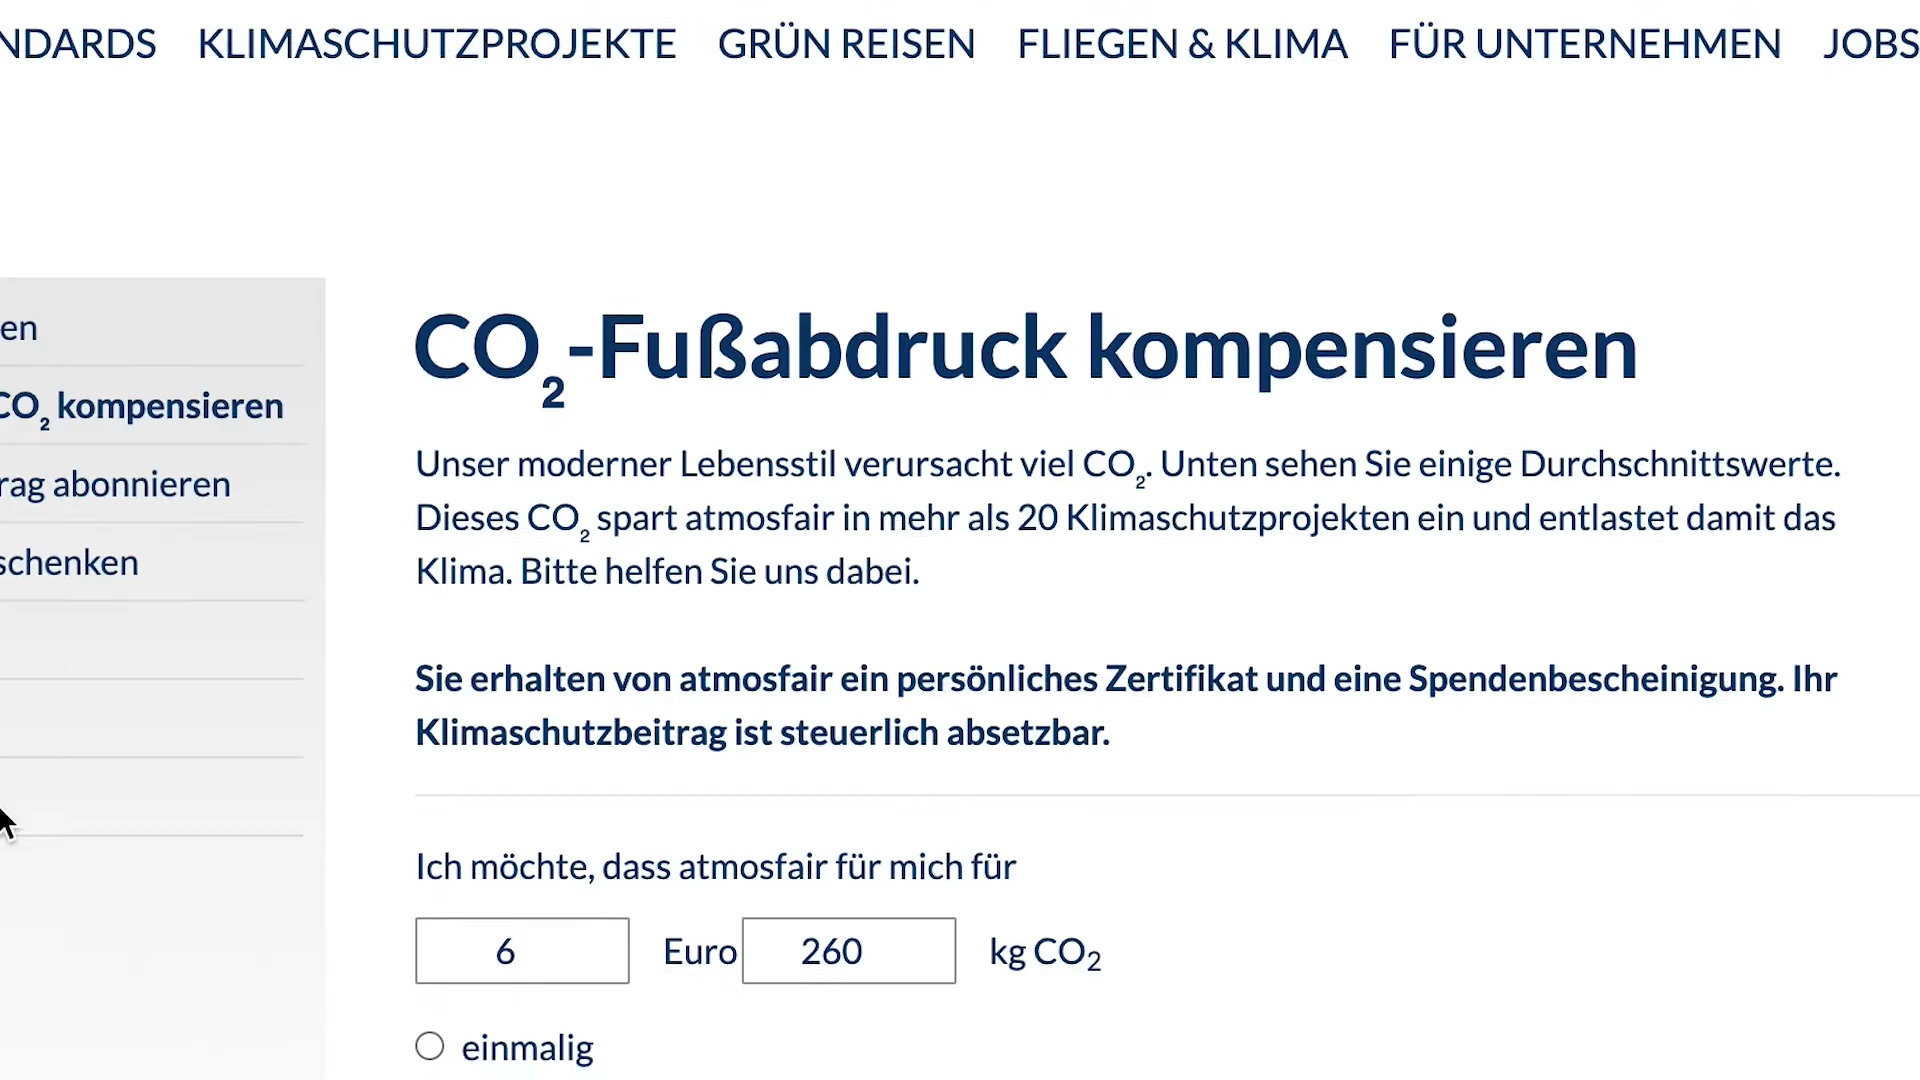 NDARDS KLIMASCHUTZPROJEKTE GRÜN REISEN FLIEGEN & KLIMA FÜR UNTERNEHMEN JOBS
en
CO₂ kompensieren
rag abonnieren
schenken
CO₂-Fußabdruck kompensieren
Unser moderner Lebensstil verursacht viel CO₂. Unten sehen Sie einige Durchschnittswerte.
Dieses CO₂ spart atmosfair in mehr als 20 Klimaschutzprojekten ein und entlastet damit das
Klima. Bitte helfen Sie uns dabei.
Sie erhalten von atmosfair ein persönliches Zertifikat und eine Spendenbescheinigung. Ihr
Klimaschutzbeitrag ist steuerlich absetzbar.
Ich möchte, dass atmosfair für mich für
6 Euro 260 kg CO₂
einmalig